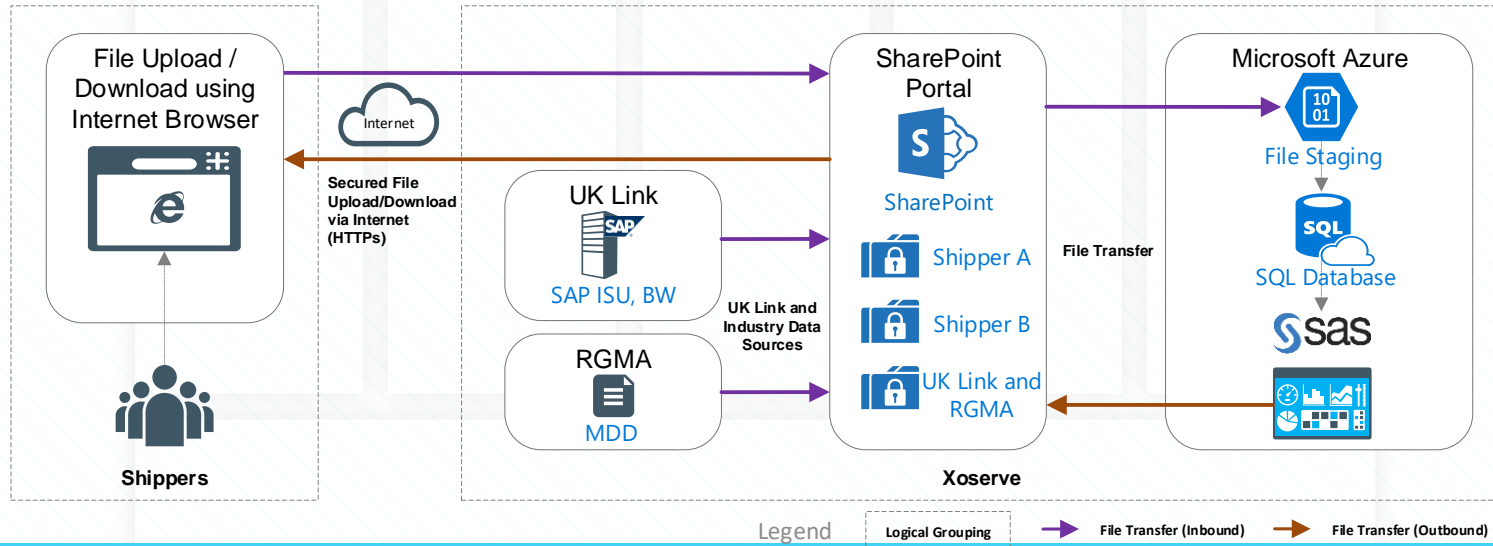 File Upload /
Download using
Internet Browser
Shippers
Internet
Secured File
Upload/Download
via Internet
(HTTPs)
UK Link
SAP
SAP ISU, BW
RGMA
MDD
UK Link and
Industry Data
Sources
SharePoint
Portal
S
SharePoint
Shipper A
Shipper B
UK Link and
RGMA
File Transfer
Microsoft Azure
10
01
File Staging
SQL
SQL Database
sas
Xoserve
Legend
Logical Grouping
File Transfer (Inbound)
File Transfer (Outbound)